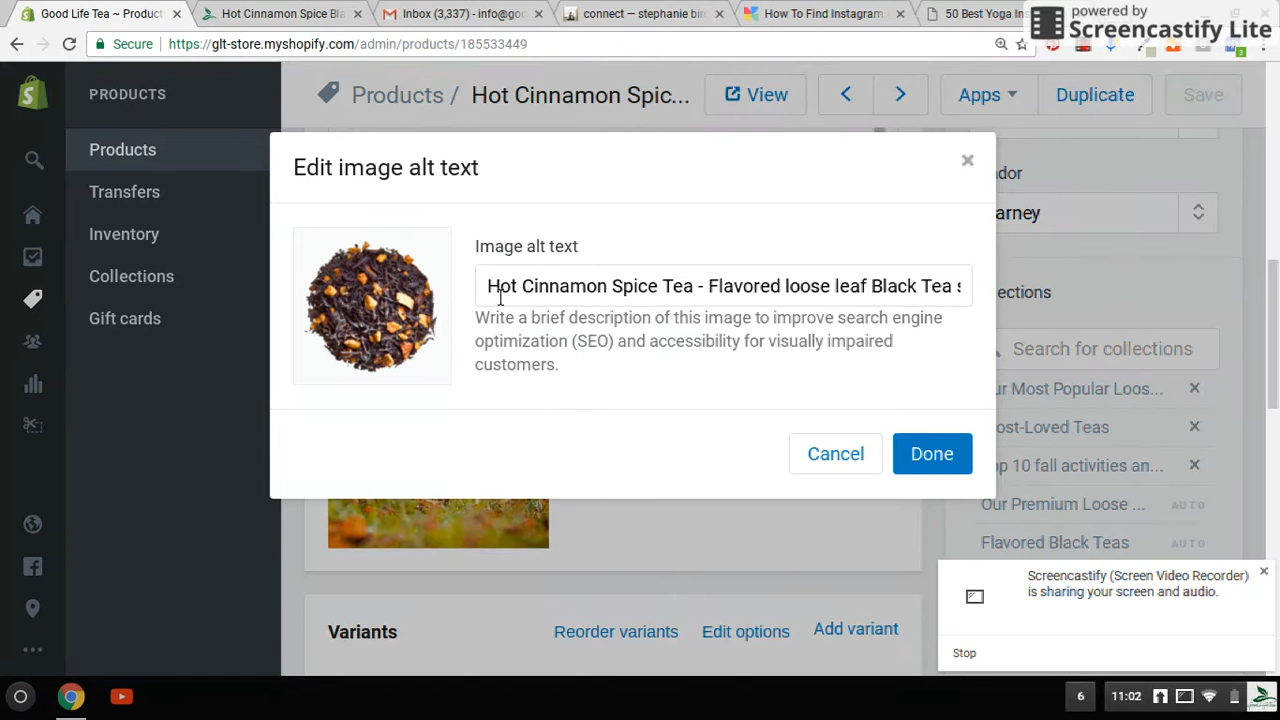 Good Life Tea ~ Product
Hot Cinnamon Spice Bl
Inbox (3,337) - info@go
connect — stephanie bir
How To Find Instagram
50 Best Yoga In
powered by
Screencastify Lite
Secure
https://glt-store.myshopify.com/admin/products/185533449
PRODUCTS
Products / Hot Cinnamon Spic...
View
Apps
Duplicate
Save
Products
Transfers
Inventory
Collections
Gift cards
Edit image alt text
Image alt text
Hot Cinnamon Spice Tea - Flavored loose leaf Black Tea s
Write a brief description of this image to improve search engine
optimization (SEO) and accessibility for visually impaired
customers.
Cancel
Done
ndor
arney
ections
Search for collections
ur Most Popular Loos...
ost-Loved Teas
op 10 fall activities an...
Our Premium Loose ...
AUTO
Flavored Black Teas
AUTO
Screencastify (Screen Video Recorder)
is sharing your screen and audio.
Stop
Variants
Reorder variants
Edit options
Add variant
6
11:02